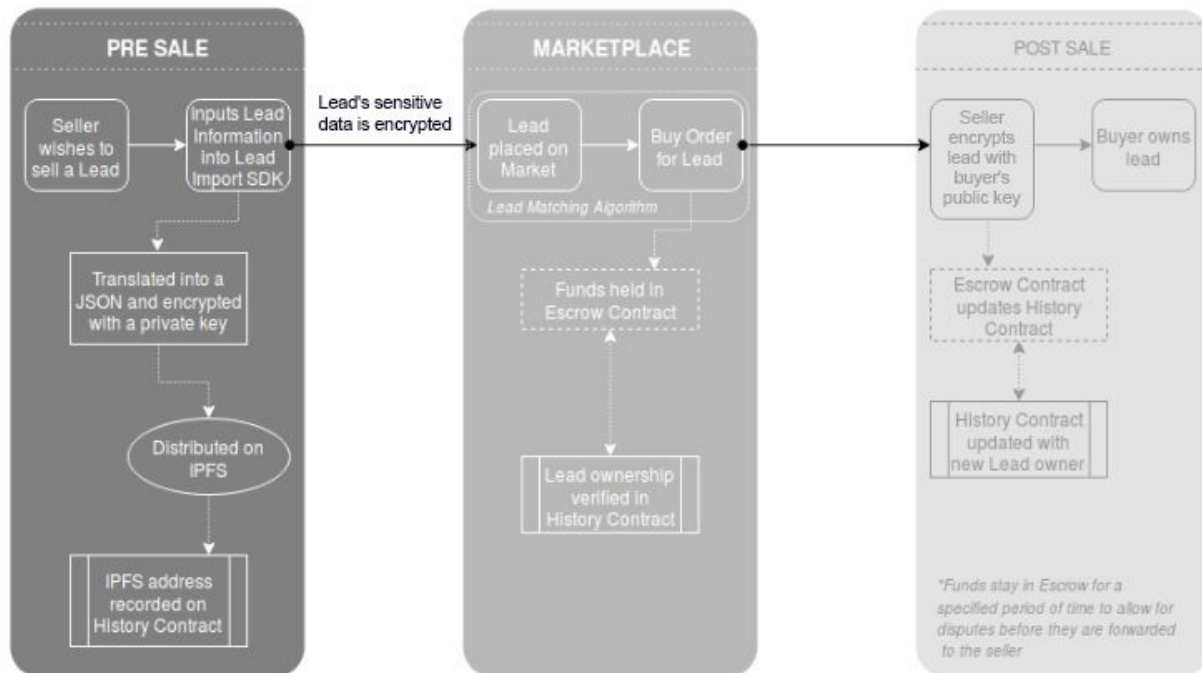 PRE SALE
Seller
wishes to
sell a Lead
Inputs Lead
Information
into Lead
Import SDK
Translated into a
JSON and encrypted
with a private key
Distributed on
IPFS
IPFS address
recorded on
History Contract
Lead's sensitive
data is encrypted
MARKETPLACE
Lead
placed on
Market
Buy Order
for Lead
Lead Matching Algorithm
Funds held in
Escrow Contract
Lead ownership
verified in
History Contract
POST SALE
Seller
encrypts
lead with
buyer's
public key
Buyer owns
lead
Escrow Contract
updates History
Contract
History Contract
updated with
new Lead owner
*Funds stay in Escrow for a
specified period of time to allow for
disputes before they are forwarded
to the seller